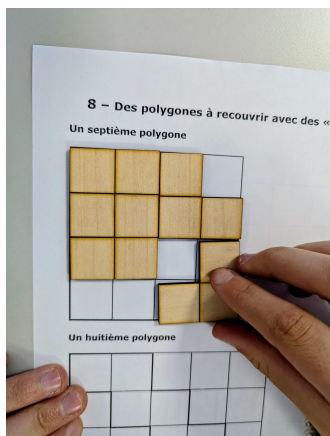 8 – Des polygones à recouvrir avec des «
Un septième polygone
Un huitième polygone